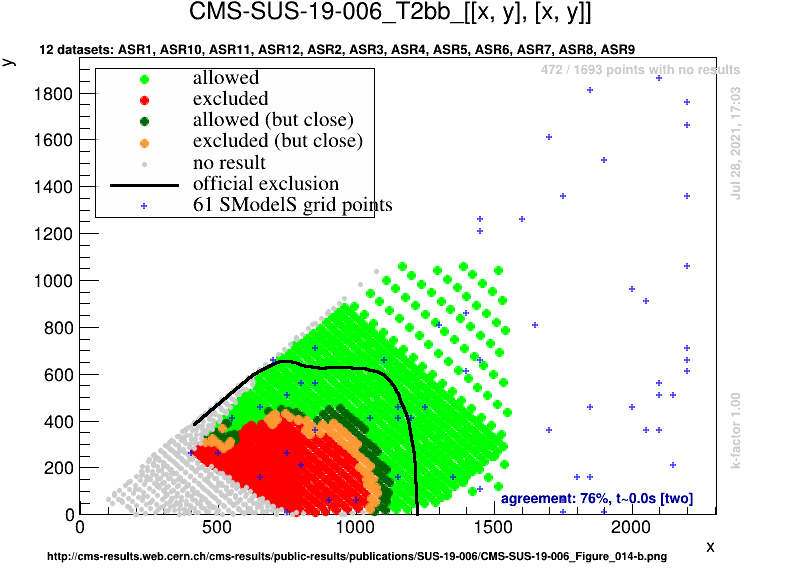 CMS-SUS-19-006_T2bb_[[x, y], [x, y]]
12 datasets: ASR1, ASR10, ASR11, ASR12, ASR2, ASR3, ASR4, ASR5, ASR6, ASR7, ASR8, ASR9
y
472 / 1693 points with no results
allowed
excluded
allowed (but close)
excluded (but close)
no result
official exclusion
61 SModelS grid points
Jul 28, 2021, 17:03
k-factor 1.00
1800
1600
1400
1200
1000
800
600
400
200
0
agreement: 76%, t~0.0s [two]
0 500 1000 1500 2000
x
http://cms-results.web.cern.ch/cms-results/public-results/publications/SUS-19-006/CMS-SUS-19-006_Figure_014-b.png